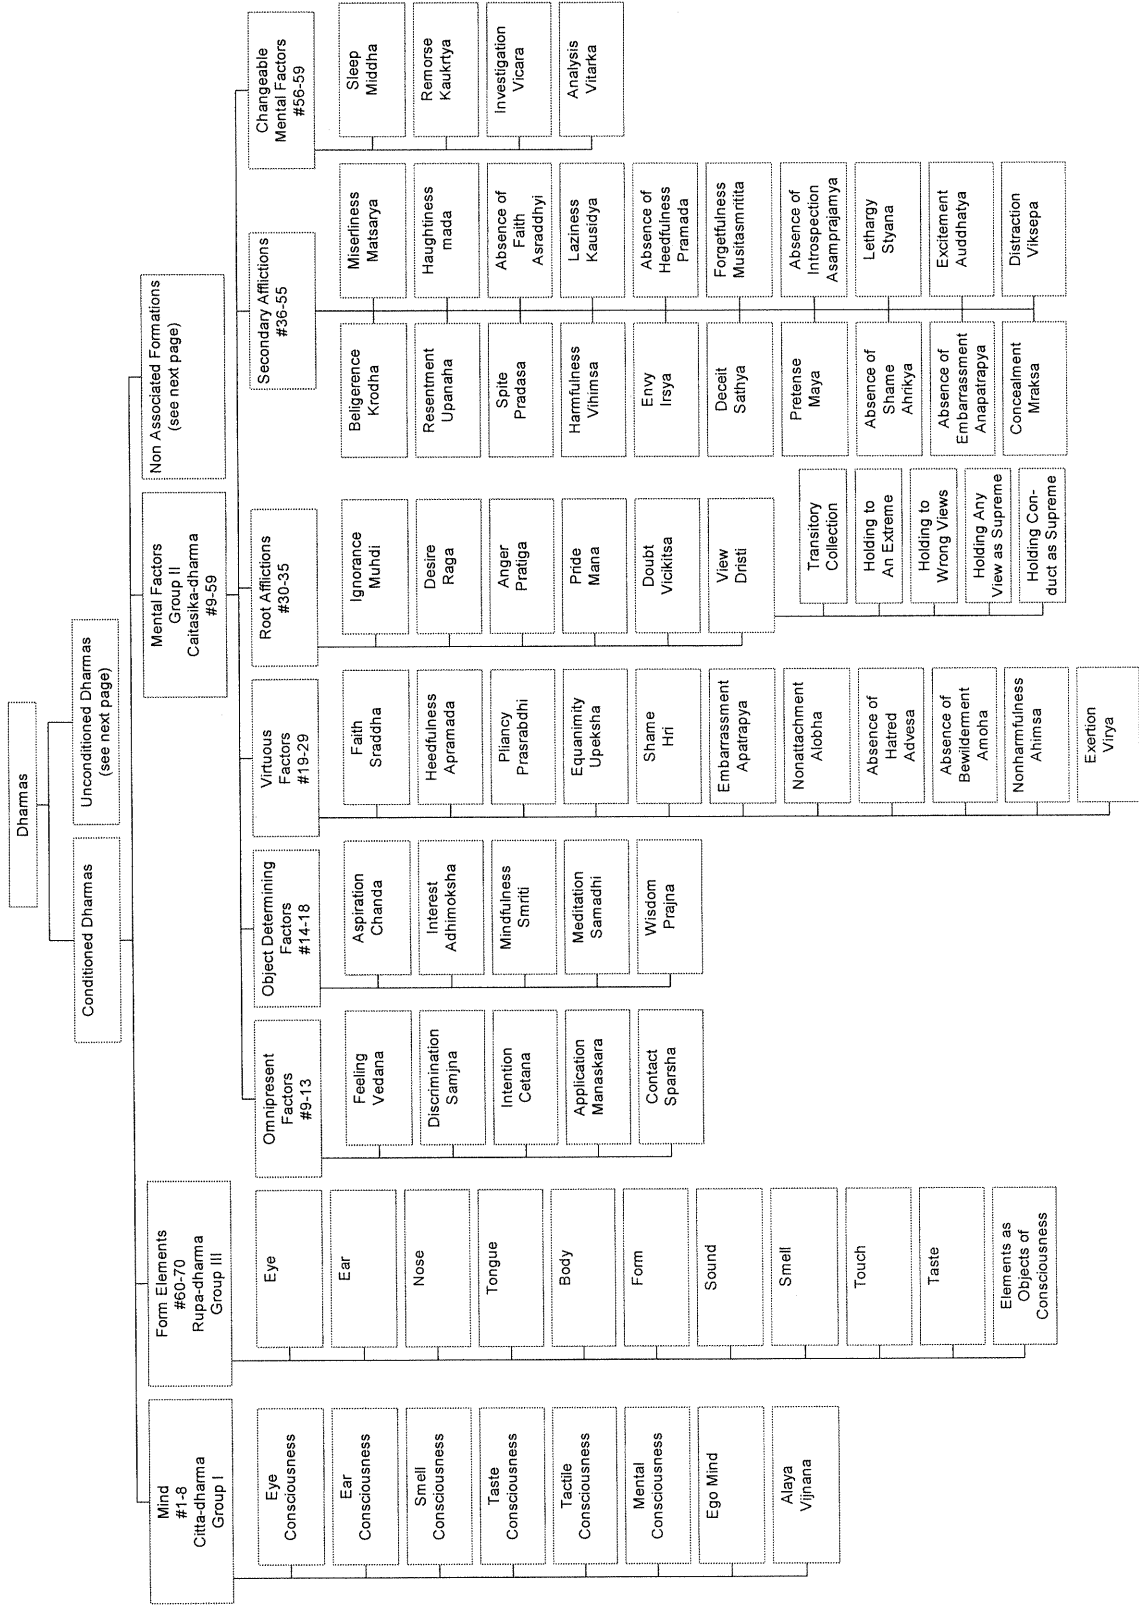 Dharmas
Conditioned Dharmas
Unconditioned Dharmas
(see next page)
Mind
#1-8
Citta-dharma
Group I
Form Elements
#60-70
Rupa-dharma
Group III
Mental Factors
Group II
Caitasika-dharma
#9-59
Non Associated Formations
(see next page)
Eye
Consciousness
Ear
Consciousness
Smell
Consciousness
Taste
Consciousness
Tactile
Consciousness
Mental
Consciousness
Ego Mind
Alaya
Vijnana
Eye
Ear
Nose
Tongue
Body
Form
Sound
Smell
Touch
Taste
Elements as
Objects of
Consciousness
Omnipresent
Factors
#9-13
Feeling
Vedana
Discrimination
Samjna
Intention
Cetana
Application
Manaskara
Contact
Sparsha
Object Determining
Factors
#14-18
Aspiration
Chanda
Interest
Adhimoksha
Mindfulness
Smriti
Meditation
Samadhi
Wisdom
Prajna
Virtuous
Factors
#19-29
Faith
Sraddha
Heedfulness
Apramada
Pliancy
Prasrabdhi
Equanimity
Upeksha
Shame
Hri
Embarrassment
Apatrapya
Nonattachment
Alobha
Absence of
Hatred
Advesa
Absence of
Bewilderment
Amoha
Nonharmfulness
Ahimsa
Exertion
Virya
Root Afflictions
#30-35
Ignorance
Muhdi
Desire
Raga
Anger
Pratiga
Pride
Mana
Doubt
Vicikitsa
View
Dristi
Transitory
Collection
Holding to
An Extreme
Holding to
Wrong Views
Holding Any
View as Supreme
Holding Con-
duct as Supreme
Secondary Afflictions
#36-55
Beligerence
Krodha
Resentment
Upanaha
Spite
Pradasa
Harmfulness
Vihimsa
Envy
Irsya
Deceit
Sathya
Pretense
Maya
Absence of
Shame
Ahrikya
Absence of
Embarrassment
Anapatrapya
Concealment
Mraksa
Miserliness
Matsarya
Haughtiness
mada
Absence of
Faith
Asraddhyi
Laziness
Kausidya
Absence of
Heedfulness
Pramada
Forgetfulness
Musitasmritita
Absence of
Introspection
Asamprajamya
Lethargy
Styana
Excitement
Auddhatya
Distraction
Viksepa
Changeable
Mental Factors
#56-59
Sleep
Middha
Remorse
Kaukrtya
Investigation
Vicara
Analysis
Vitarka